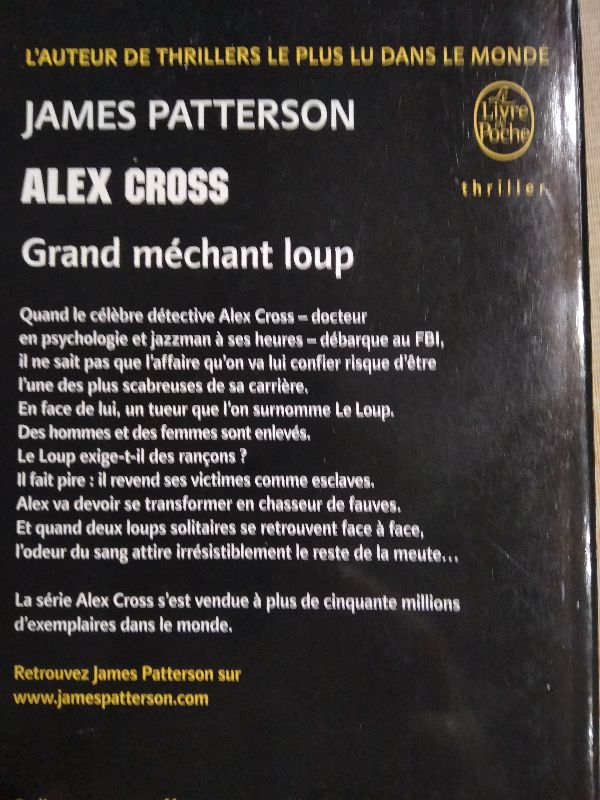 L'AUTEUR DE THRILLERS LE PLUS LU DANS LE MONDE
JAMES PATTERSON
Le Livre de Poche
thriller
ALEX CROSS
Grand méchant loup
Quand le célèbre détective Alex Cross – docteur
en psychologie et jazzman à ses heures – débarque au FBI,
il ne sait pas que l'affaire qu'on va lui confier risque d'être
l'une des plus scabreuses de sa carrière.
En face de lui, un tueur que l'on surnomme Le Loup.
Des hommes et des femmes sont enlevés.
Le Loup exige-t-il des rançons ?
Il fait pire : il revend ses victimes comme esclaves.
Alex va devoir se transformer en chasseur de fauves.
Et quand deux loups solitaires se retrouvent face à face,
l'odeur du sang attire irrésistiblement le reste de la meute…
La série Alex Cross s'est vendue à plus de cinquante millions
d'exemplaires dans le monde.
Retrouvez James Patterson sur
www.jamespatterson.com